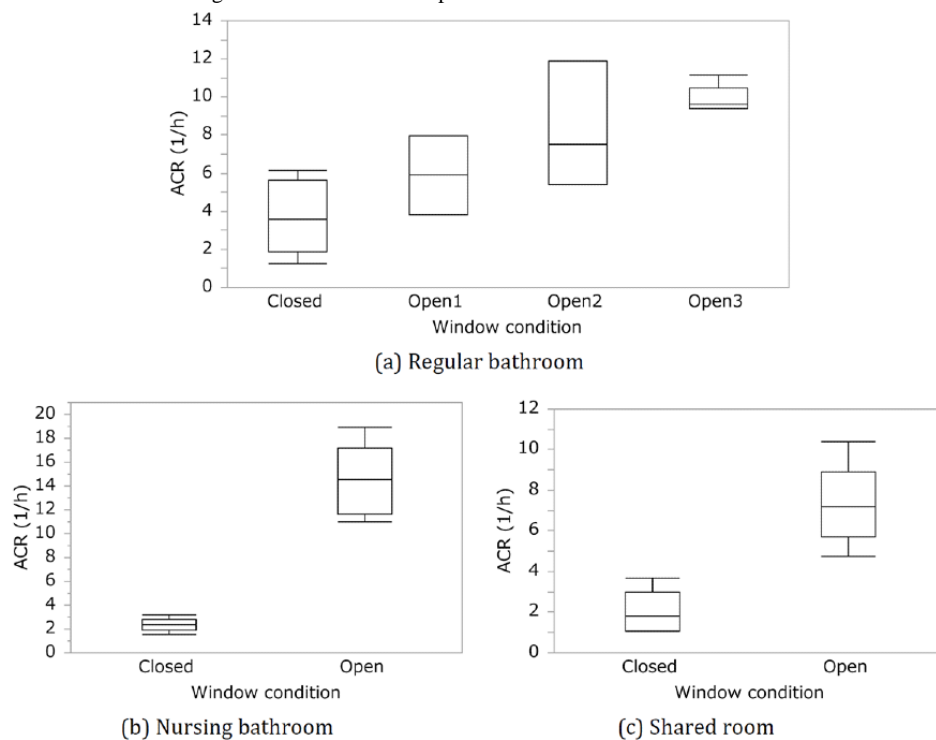 14
12
10
8
6
4
2
0
ACR (1/h)
Closed Open1 Open2 Open3
Window condition
(a) Regular bathroom
20
18
16
14
12
10
8
6
4
2
0
ACR (1/h)
Closed Open
Window condition
(b) Nursing bathroom
12
10
8
6
4
2
0
ACR (1/h)
Closed Open
Window condition
(c) Shared room